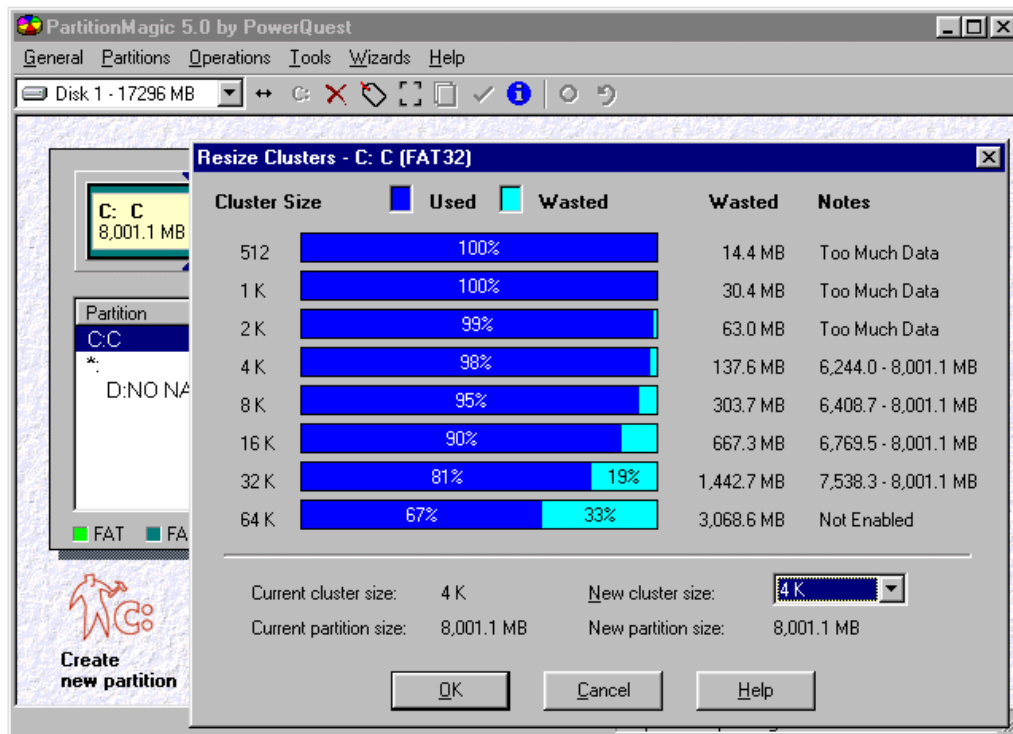 PartitionMagic 5.0 by PowerQuest
General Partitions Operations Tools Wizards Help
Disk 1 - 17296 MB
C:
Resize Clusters - C: C (FAT32)
Cluster Size Used Wasted Wasted Notes
C: C
8,001.1 MB
512 100% 14.4 MB Too Much Data
1 K 100% 30.4 MB Too Much Data
2 K 99% 63.0 MB Too Much Data
4 K 98% 137.6 MB 6,244.0 - 8,001.1 MB
8 K 95% 303.7 MB 6,408.7 - 8,001.1 MB
16 K 90% 667.3 MB 6,769.5 - 8,001.1 MB
32 K 81% 19% 1,442.7 MB 7,538.3 - 8,001.1 MB
64 K 67% 33% 3,068.6 MB Not Enabled
Partition
C:C
*:
D:NO NA
FAT FA
Current cluster size: 4 K New cluster size: 4 K
Current partition size: 8,001.1 MB New partition size: 8,001.1 MB
OK Cancel Help
C:
Create
new partition